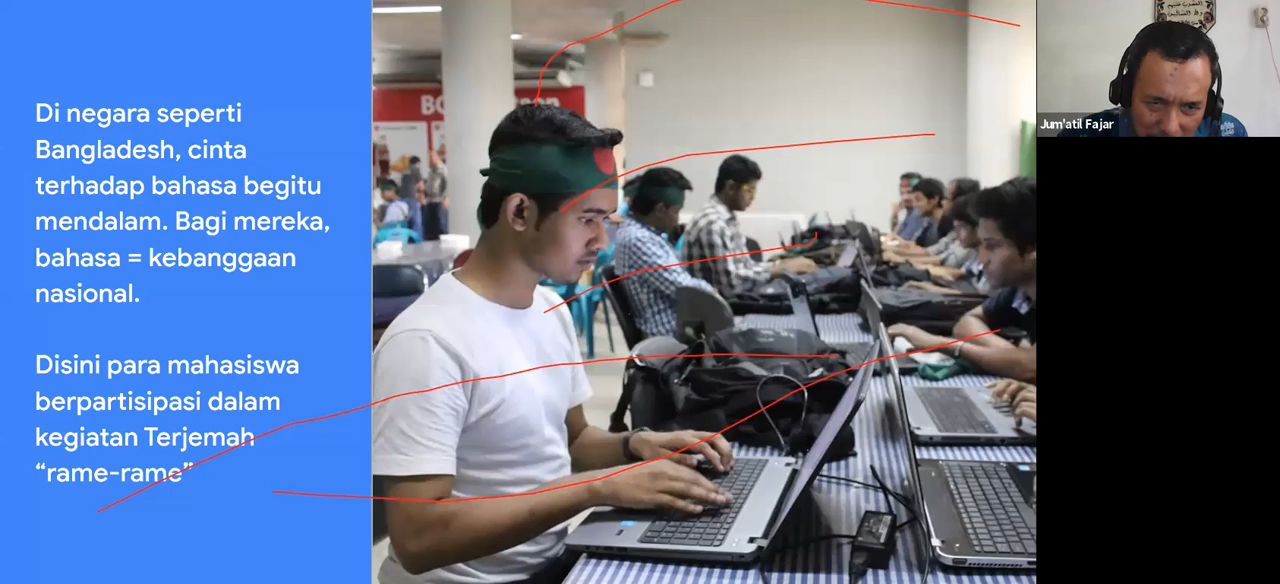 Di negara seperti
Bangladesh, cinta
terhadap bahasa begitu
mendalam. Bagi mereka,
bahasa = kebanggaan
nasional.
Disini para mahasiswa
berpartisipasi dalam
kegiatan Terjemah
“rame-rame”
Jum'atil Fajar